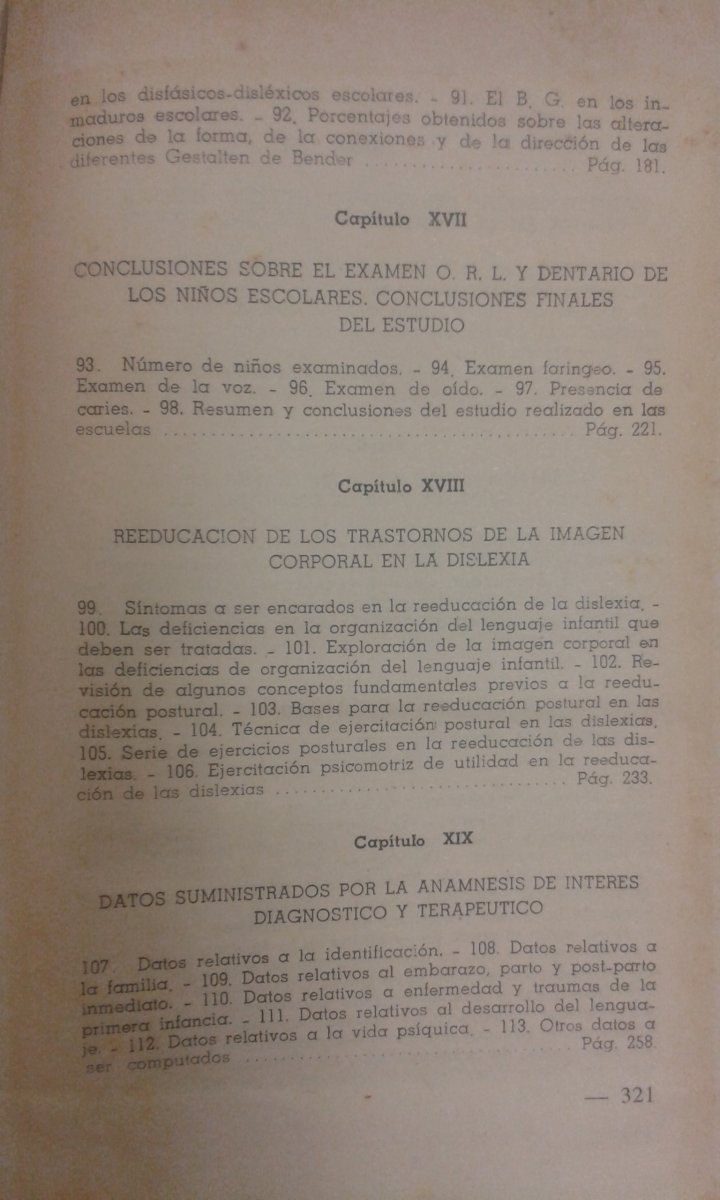 en los disfásicos-disléxicos escolares. - 91. El B. G. en los in-
maduros escolares. - 92. Porcentajes obtenidos sobre las altera-
ciones de la forma, de la conexiones y de la dirección de las
diferentes Gestalten de Bender ...................... Pág. 181.
Capítulo XVII
CONCLUSIONES SOBRE EL EXAMEN O. R. L. Y DENTARIO DE
LOS NIÑOS ESCOLARES. CONCLUSIONES FINALES
DEL ESTUDIO
93. Número de niños examinados. - 94. Examen faringeo. - 95.
Examen de la voz. - 96. Examen de oído. - 97. Presencia de
caries. - 98. Resumen y conclusiones del estudio realizado en las
escuelas ............................................ Pág. 221.
Capítulo XVIII
REEDUCACION DE LOS TRASTORNOS DE LA IMAGEN
CORPORAL EN LA DISLEXIA
99. Síntomas a ser encarados en la reeducación de la dislexia. -
100. Las deficiencias en la organización del lenguaje infantil que
deben ser tratadas. - 101. Exploración de la imagen corporal en
las deficiencias de organización del lenguaje infantil. - 102. Re-
visión de algunos conceptos fundamentales previos a la reedu-
cación postural. - 103. Bases para la reeducación postural en las
dislexias. - 104. Técnica de ejercitación postural en las dislexias.
105. Serie de ejercicios posturales en la reeducación de las dis-
lexias. - 106. Ejercitación psicomotriz de utilidad en la reeduca-
ción de las dislexias ............................... Pág. 233.
Capítulo XIX
DATOS SUMINISTRADOS POR LA ANAMNESIS DE INTERES
DIAGNOSTICO Y TERAPEUTICO
107. Datos relativos a la identificación. - 108. Datos relativos a
la familia. - 109. Datos relativos al embarazo, parto y post-parto
inmediato. - 110. Datos relativos a enfermedad y traumas de la
primera infancia. - 111. Datos relativos al desarrollo del lengua-
je. - 112. Datos relativos a la vida psíquica. - 113. Otros datos a
ser computados ................................... Pág. 258.
— 321